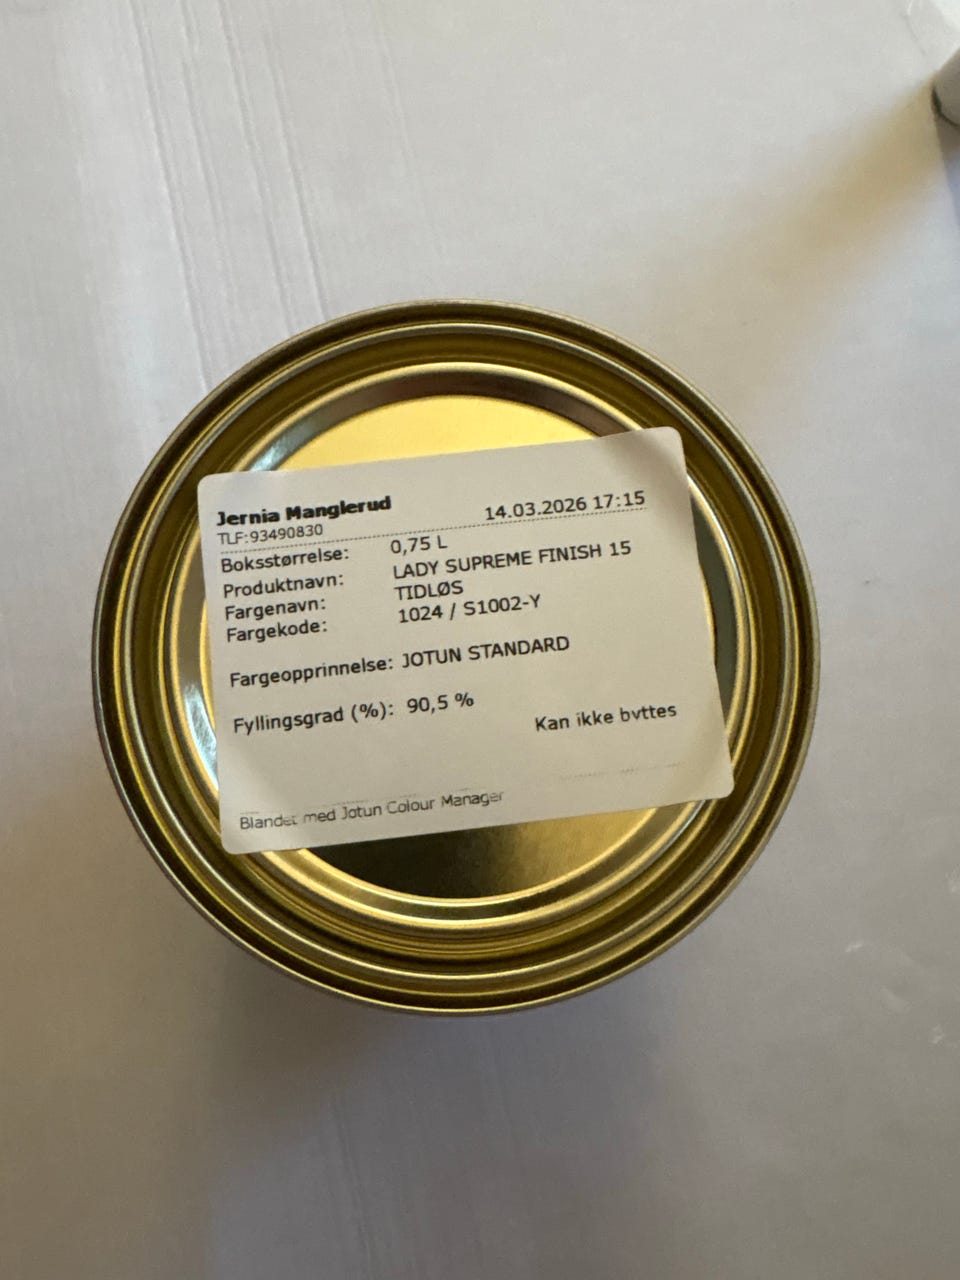 Jernia Manglerud 14.03.2026 17:15
TLF:93490830
Boksstørrelse: 0,75 L
Produktnavn: LADY SUPREME FINISH 15
Fargenavn: TIDLØS
Fargekode: 1024 / S1002-Y
Fargeopprinnelse: JOTUN STANDARD
Fyllingsgrad (%): 90,5 %
Kan ikke byttes
Blandet med Jotun Colour Manager